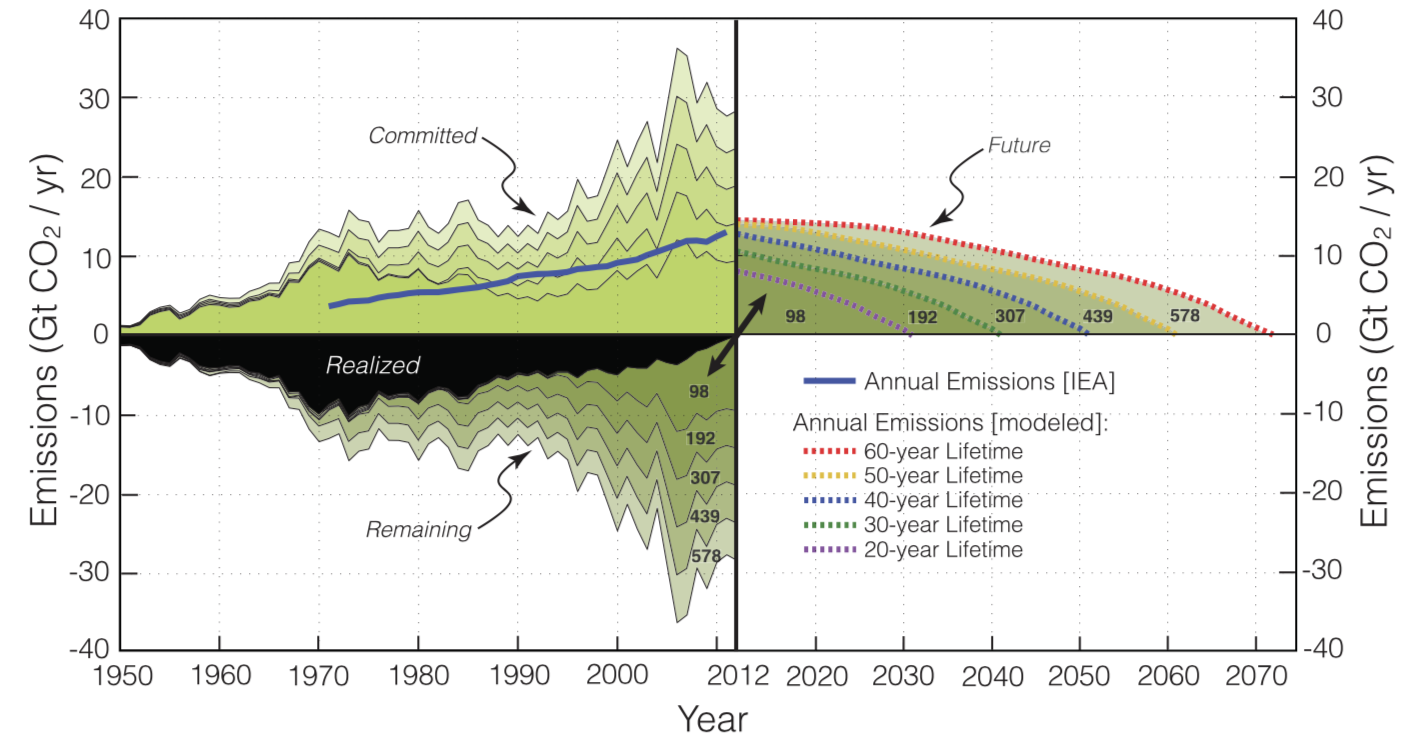 40
30
20
10
0
-10
-20
-30
-40
Emissions (Gt CO2 / yr)
Committed
Realized
Remaining
98
192
307
439
578
Future
98
192
307
439
578
Annual Emissions [IEA]
Annual Emissions [modeled]:
60-year Lifetime
50-year Lifetime
40-year Lifetime
30-year Lifetime
20-year Lifetime
40
30
20
10
0
-10
-20
-30
-40
Emissions (Gt CO2 / yr)
1950 1960 1970 1980 1990 2000 2012 2020 2030 2040 2050 2060 2070
Year